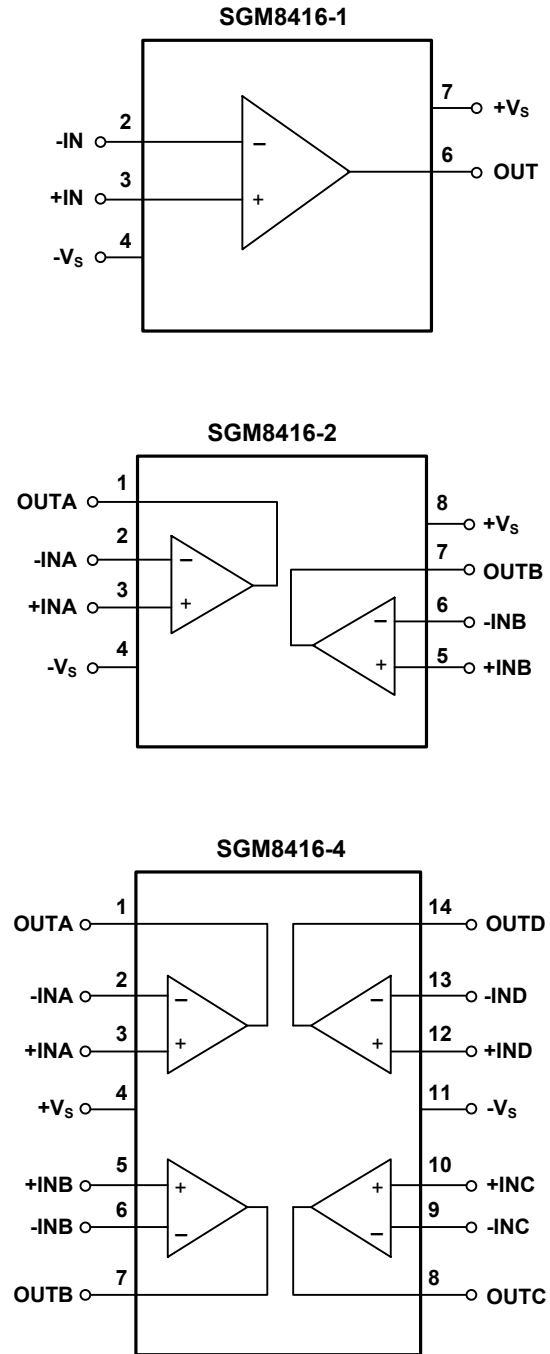 SGM8416-1
7
+VS
2
-IN
−
6
OUT
3
+IN
+
4
-VS
SGM8416-2
1
OUTA
8
+VS
2
-INA
−
7
OUTB
3
+INA
+
6
-INB
−
4
-VS
5
+INB
+
SGM8416-4
1
OUTA
14
OUTD
2
-INA
−
13
-IND
−
3
+INA
+
12
+IND
+
4
+VS
11
-VS
5
+INB
+
10
+INC
+
6
-INB
−
9
-INC
−
7
OUTB
8
OUTC